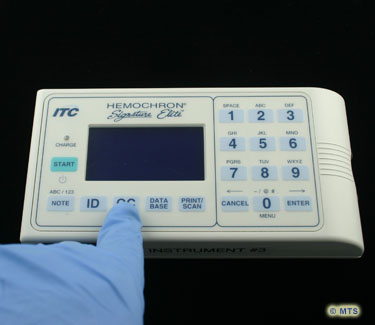 ITC
HEMOCHRON®
Signature Elite
CHARGE
START
ABC / 123
NOTE
ID
QC
DATA BASE
PRINT/ SCAN
SPACE ABC DEF
1 2 3
GHI JKL MNO
4 5 6
PQRS TUV WXYZ
7 8 9
- / @ #
CANCEL 0 ENTER
MENU
INSTRUMENT #3
© MTS